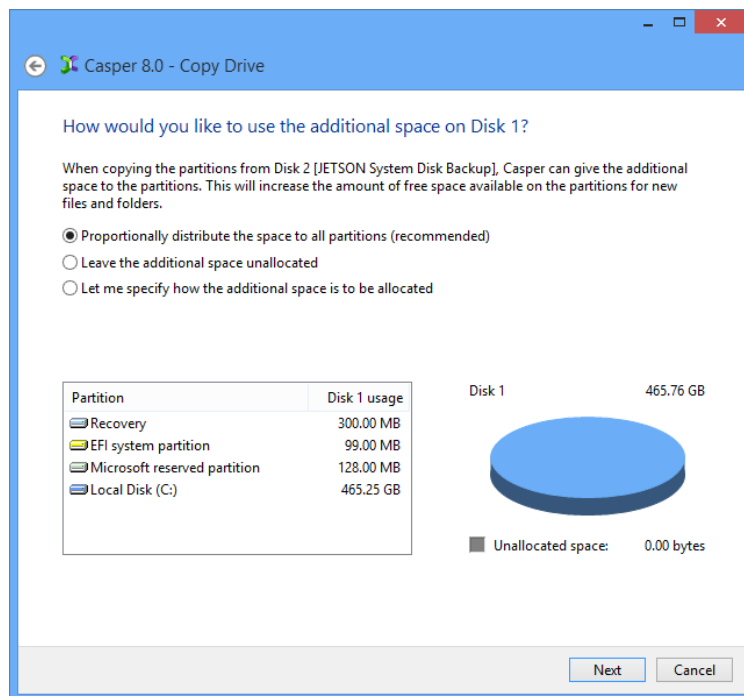 Casper 8.0 - Copy Drive
How would you like to use the additional space on Disk 1?
When copying the partitions from Disk 2 [JETSON System Disk Backup], Casper can give the additional
space to the partitions. This will increase the amount of free space available on the partitions for new
files and folders.
Proportionally distribute the space to all partitions (recommended)
Leave the additional space unallocated
Let me specify how the additional space is to be allocated
Partition Disk 1 usage
Recovery 300.00 MB
EFI system partition 99.00 MB
Microsoft reserved partition 128.00 MB
Local Disk (C:) 465.25 GB
Disk 1 465.76 GB
Unallocated space: 0.00 bytes
Next Cancel